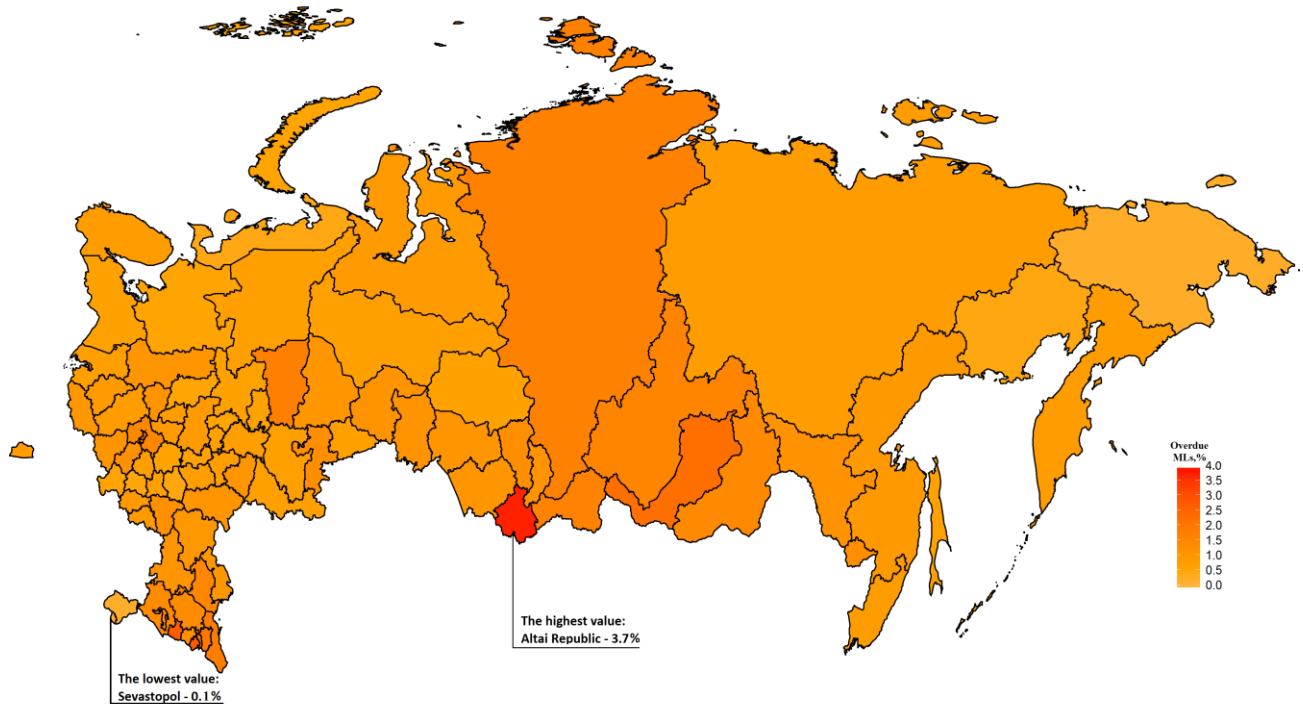 Overdue
MLs,%
4.0
3.5
3.0
2.5
2.0
1.5
1.0
0.5
0.0
The highest value:
Altai Republic - 3.7%
The lowest value:
Sevastopol - 0.1%